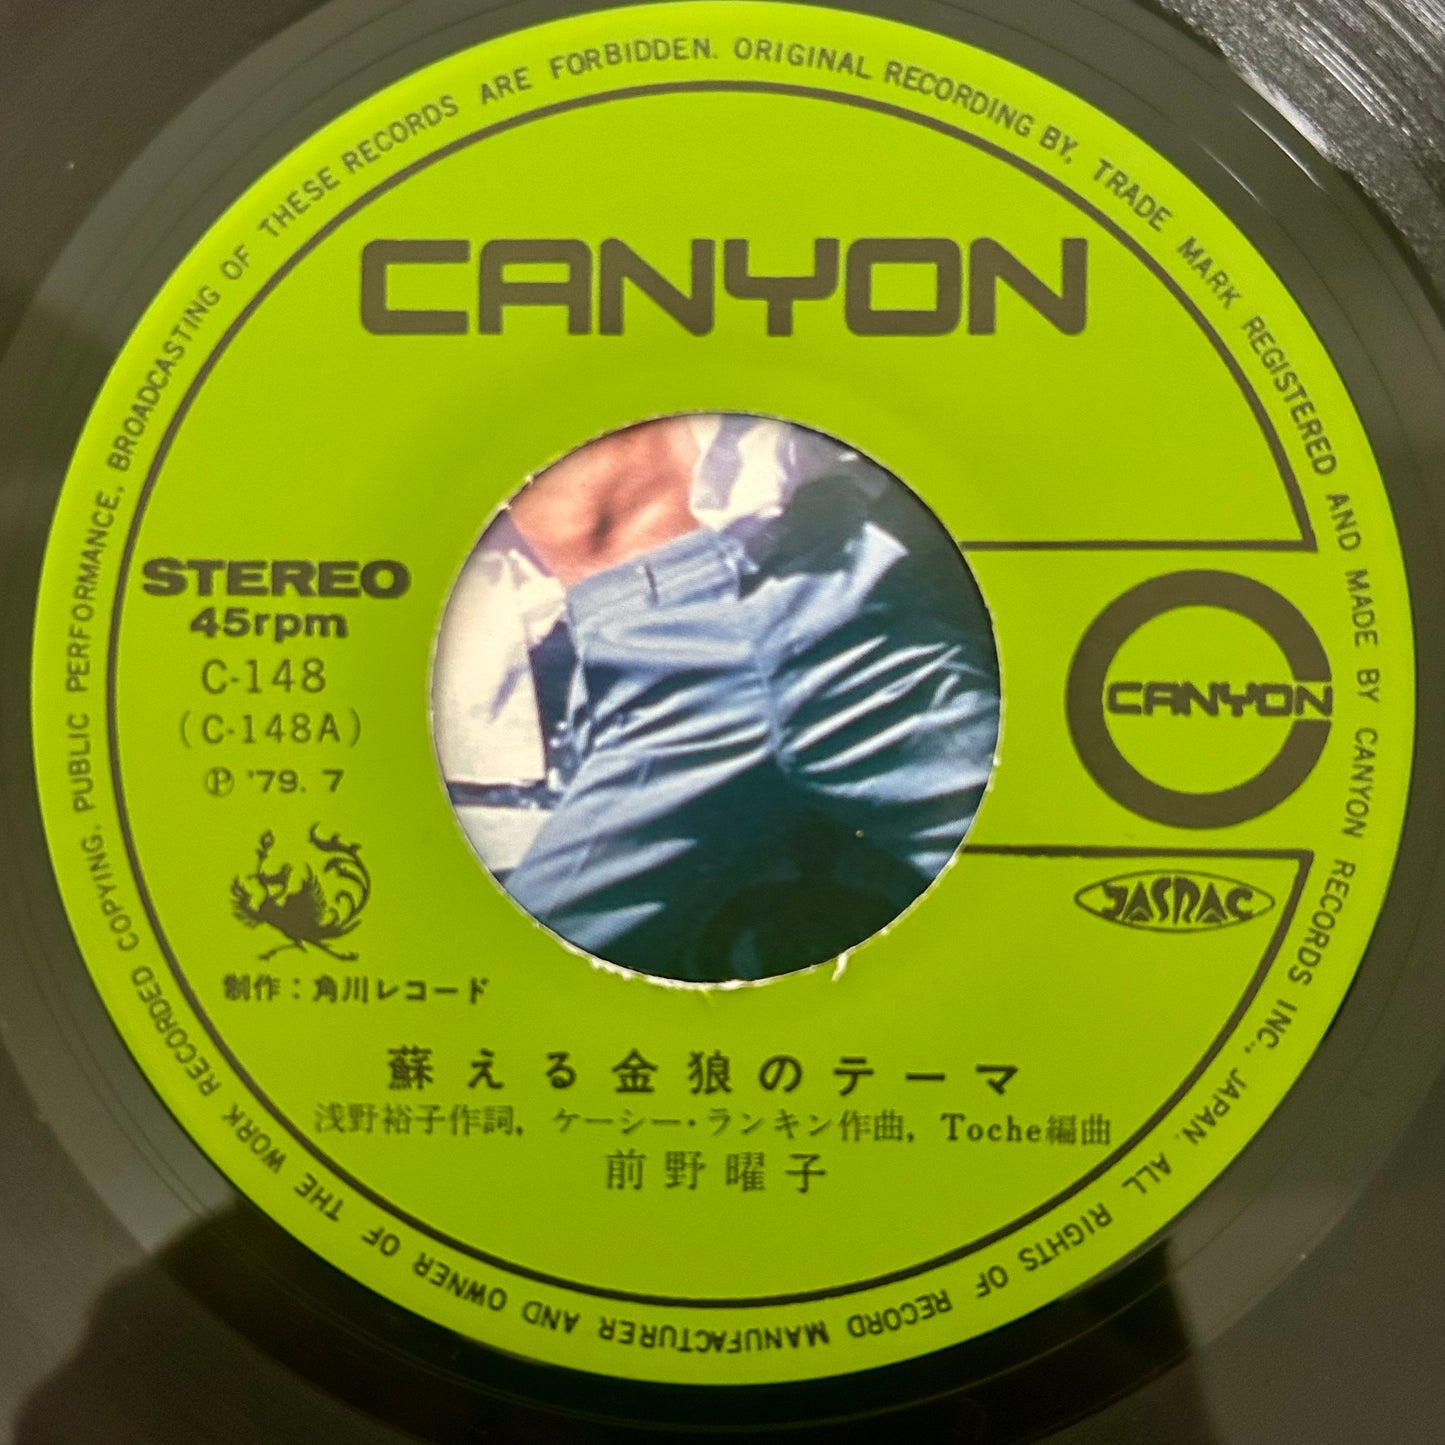 CANYON
STEREO
45rpm
C-148
(C-148A)
Ⓟ '79. 7
CANYON
JASRAC
制作：角川レコード
蘇える金狼のテーマ
浅野裕子作詞, ケーシー・ランキン作曲, Toche編曲
前野曜子
ALL RIGHTS OF RECORD MANUFACTURER AND OWNER OF THE WORK RECORDED COPYING, PUBLIC PERFORMANCE, BROADCASTING OF THESE RECORDS ARE FORBIDDEN. ORIGINAL RECORDING BY, TRADE MARK REGISTERED AND MADE BY CANYON RECORDS INC., JAPAN.